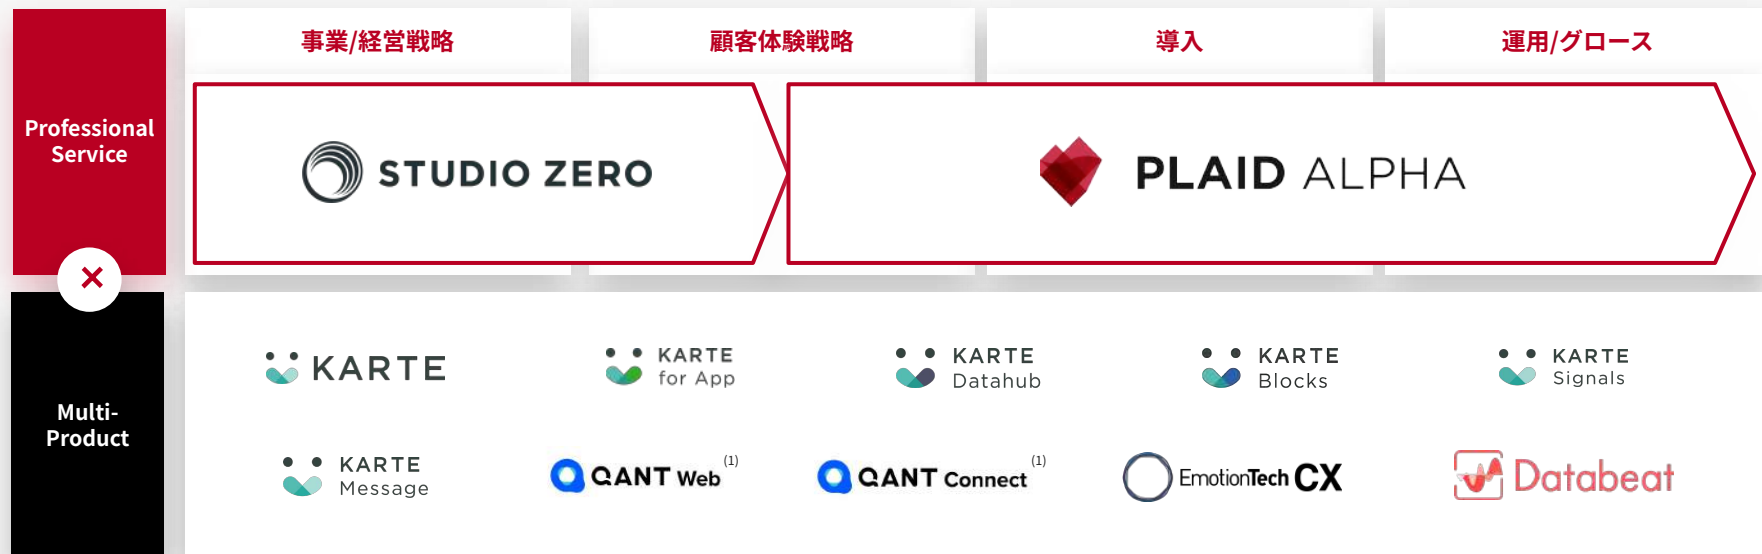 事業/経営戦略
顧客体験戦略
導入
運用/グロース
Professional
Service
STUDIO ZERO
PLAID ALPHA
×
Multi-
Product
KARTE
KARTE
for App
KARTE
Datahub
KARTE
Blocks
KARTE
Signals
KARTE
Message
QANT Web (1)
QANT Connect (1)
EmotionTech CX
Databeat